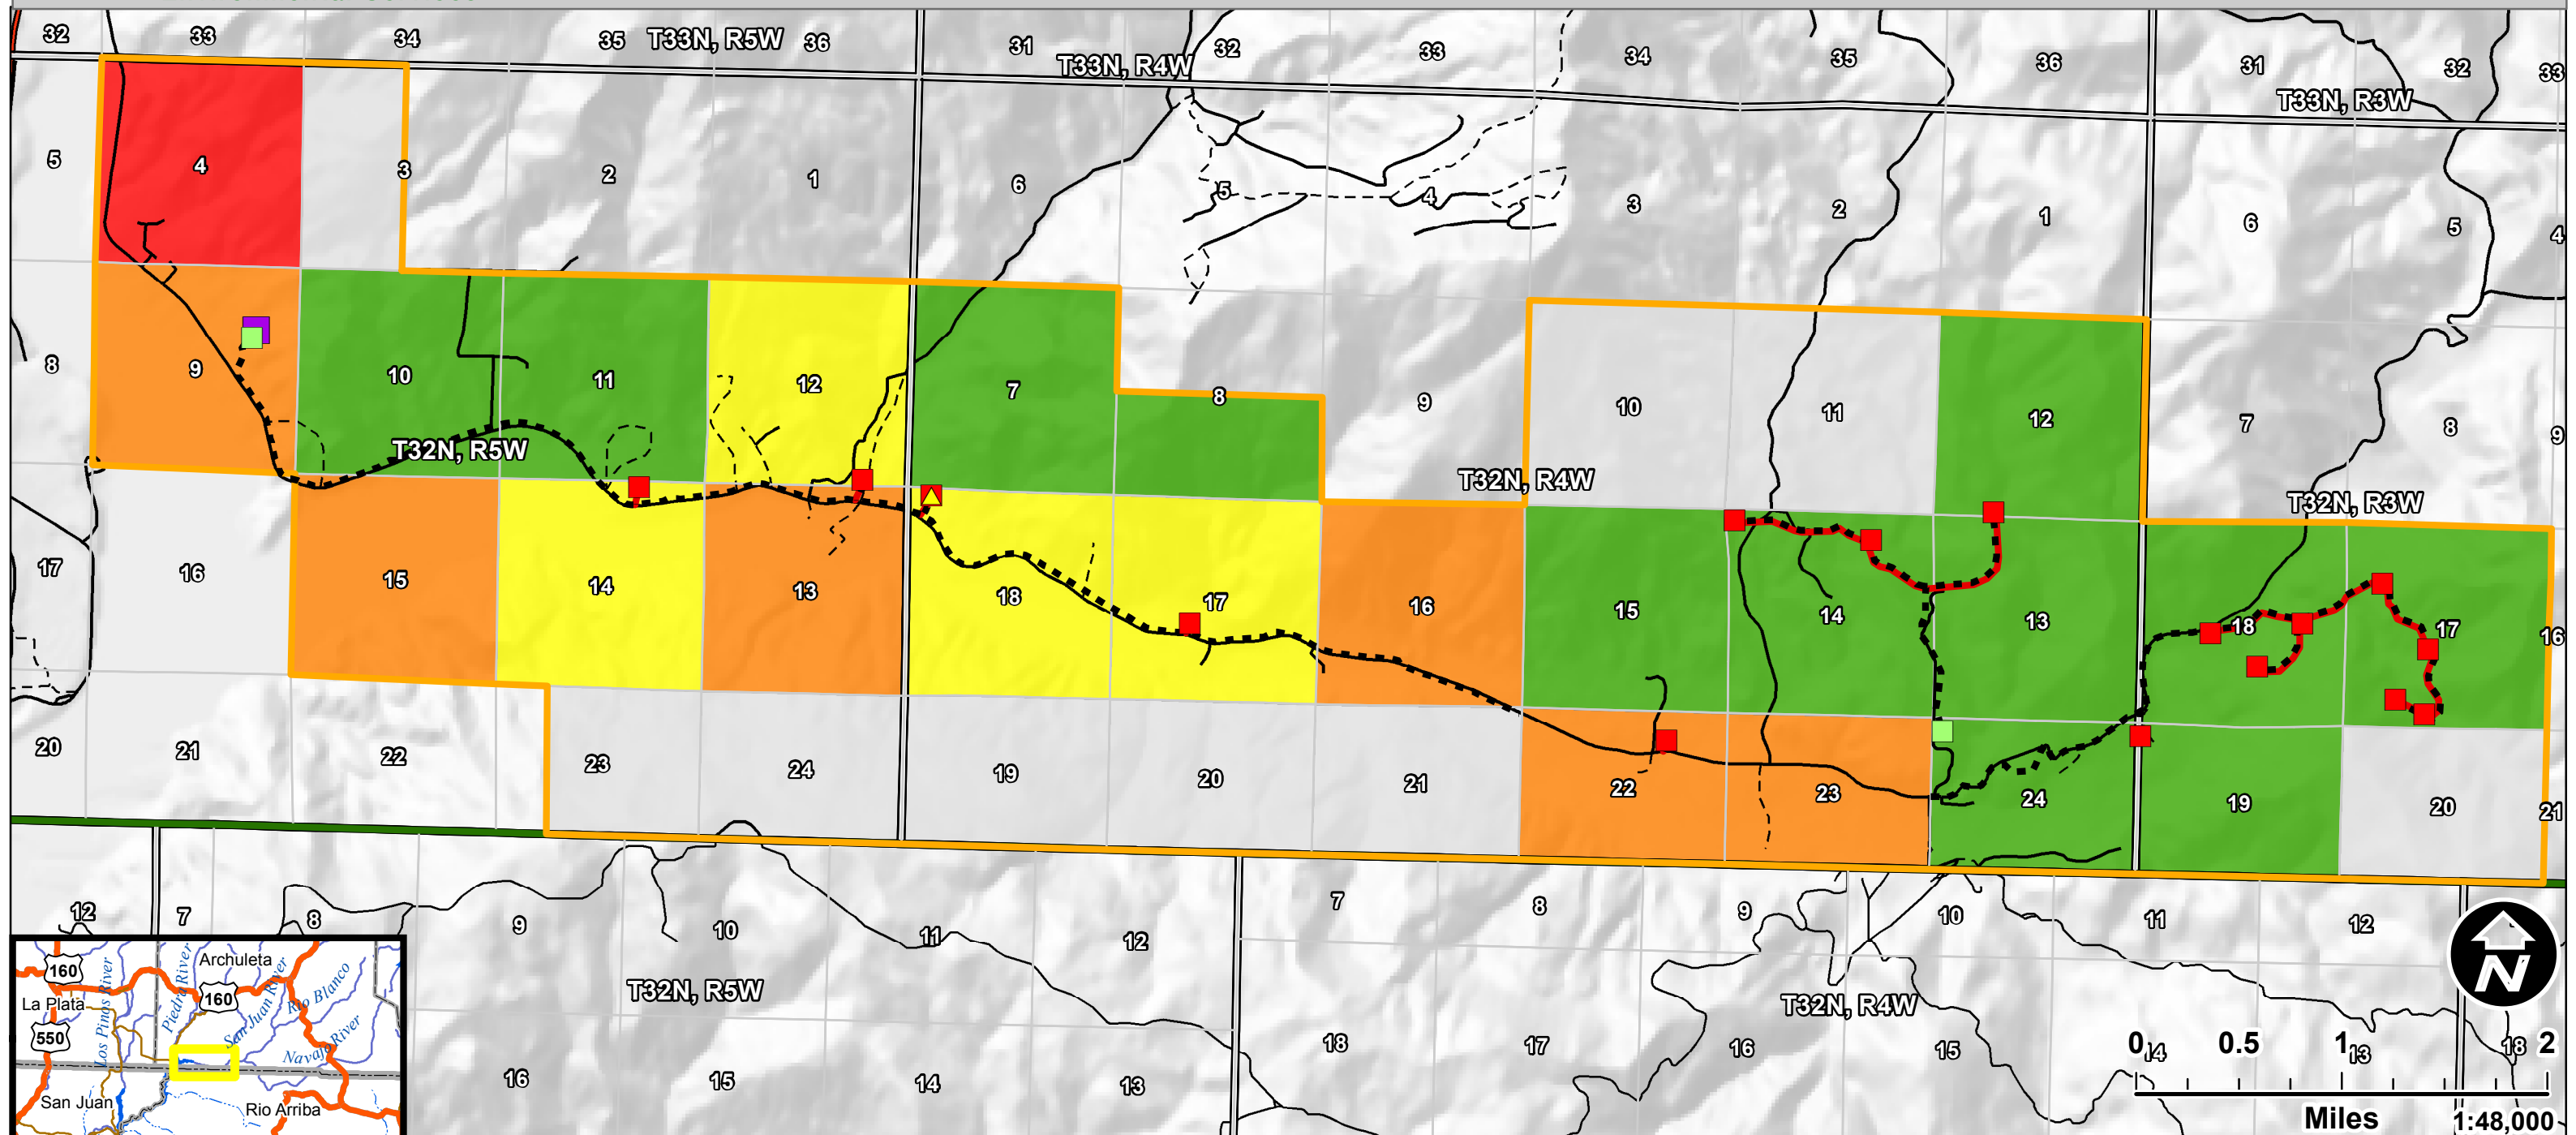 32 33 34 35 T33N, R5W 36 31 T33N, R4W 32 33 34 35 36 31 T33N, R3W 32 33
5 4 3 2 1 6 5 4 3 2 1 6 5 4
8 9 10 11 12 7 8 9 10 11 12 7 8 9
T32N, R5W T32N, R4W T32N, R3W
17 16 15 14 13 18 17 16 15 14 13 18 17 16
20 21 22 23 24 19 20 21 22 23 24 19 20 21
12 7 8 9 10 11 12 7 8 9 10 11 12
T32N, R5W T32N, R4W
16 15 14 13 18 17 16 15 14 13 18
160 Archuleta
La Plata 160
550
Los Pinos River
Piedra River
San Juan River
Rio Blanco
Navajo River
San Juan Rio Arriba
N
0 0.5 1 2
Miles 1:48,000